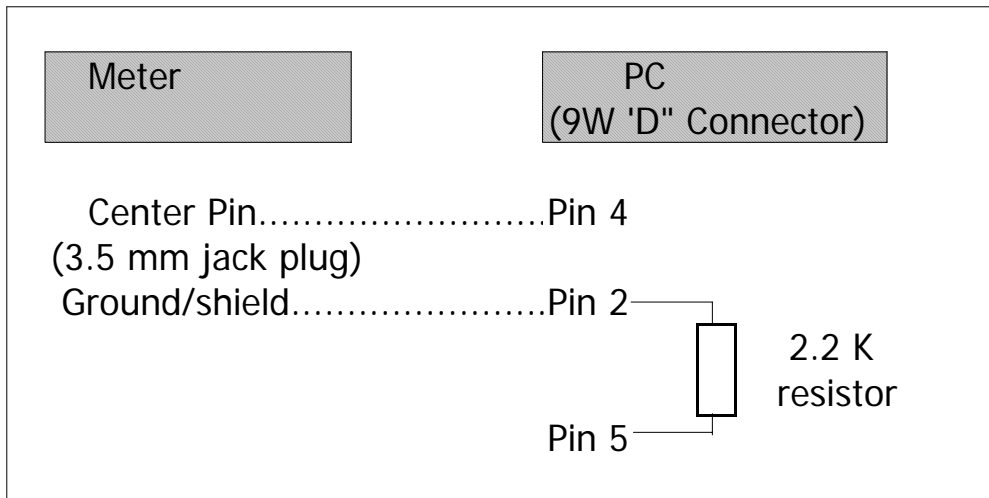 Meter
PC
(9W 'D" Connector)
Center Pin..........................Pin 4
(3.5 mm jack plug)
Ground/shield.......................Pin 2
2.2 K
resistor
Pin 5